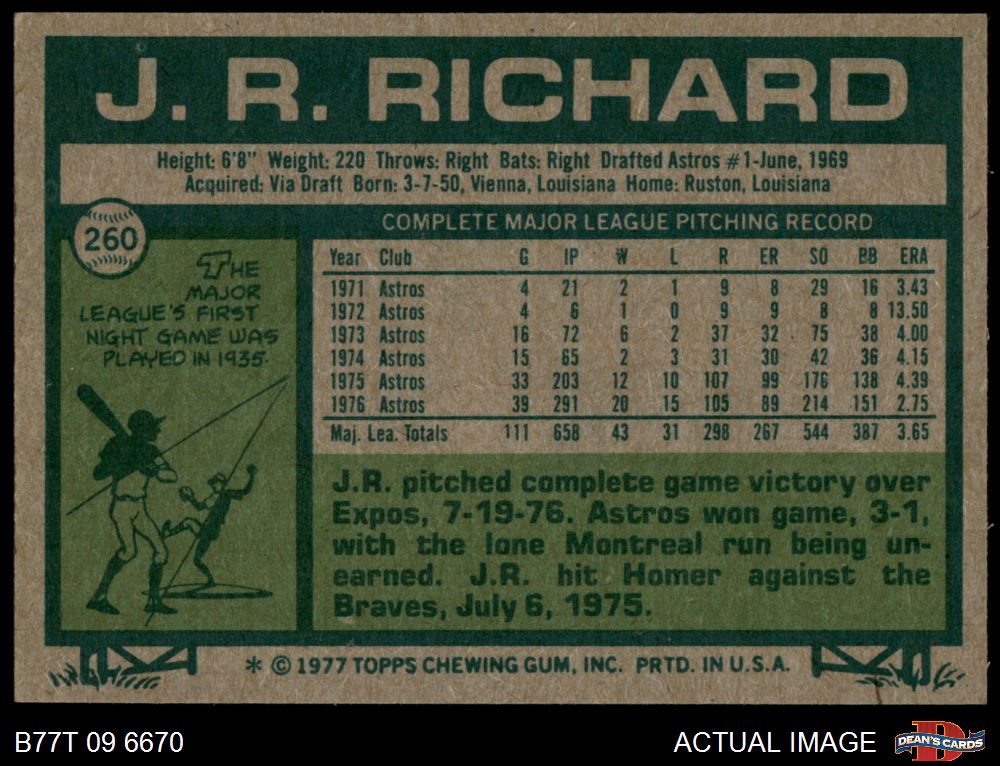 J. R. RICHARD
Height: 6'8" Weight: 220 Throws: Right Bats: Right Drafted Astros #1-June, 1969
Acquired: Via Draft Born: 3-7-50, Vienna, Louisiana Home: Ruston, Louisiana
260
THE
MAJOR
LEAGUE'S FIRST
NIGHT GAME WAS
PLAYED IN 1935.
COMPLETE MAJOR LEAGUE PITCHING RECORD
Year Club G IP W L R ER SO BB ERA
1971 Astros 4 21 2 1 9 8 29 16 3.43
1972 Astros 4 6 1 0 9 9 8 8 13.50
1973 Astros 16 72 6 2 37 32 75 38 4.00
1974 Astros 15 65 2 3 31 30 42 36 4.15
1975 Astros 33 203 12 10 107 99 176 138 4.39
1976 Astros 39 291 20 15 105 89 214 151 2.75
Maj. Lea. Totals 111 658 43 31 298 267 544 387 3.65
J.R. pitched complete game victory over
Expos, 7-19-76. Astros won game, 3-1,
with the lone Montreal run being un-
earned. J.R. hit Homer against the
Braves, July 6, 1975.
* © 1977 TOPPS CHEWING GUM, INC. PRTD. IN U.S.A.
B77T 09 6670
ACTUAL IMAGE
DEAN'S CARDS